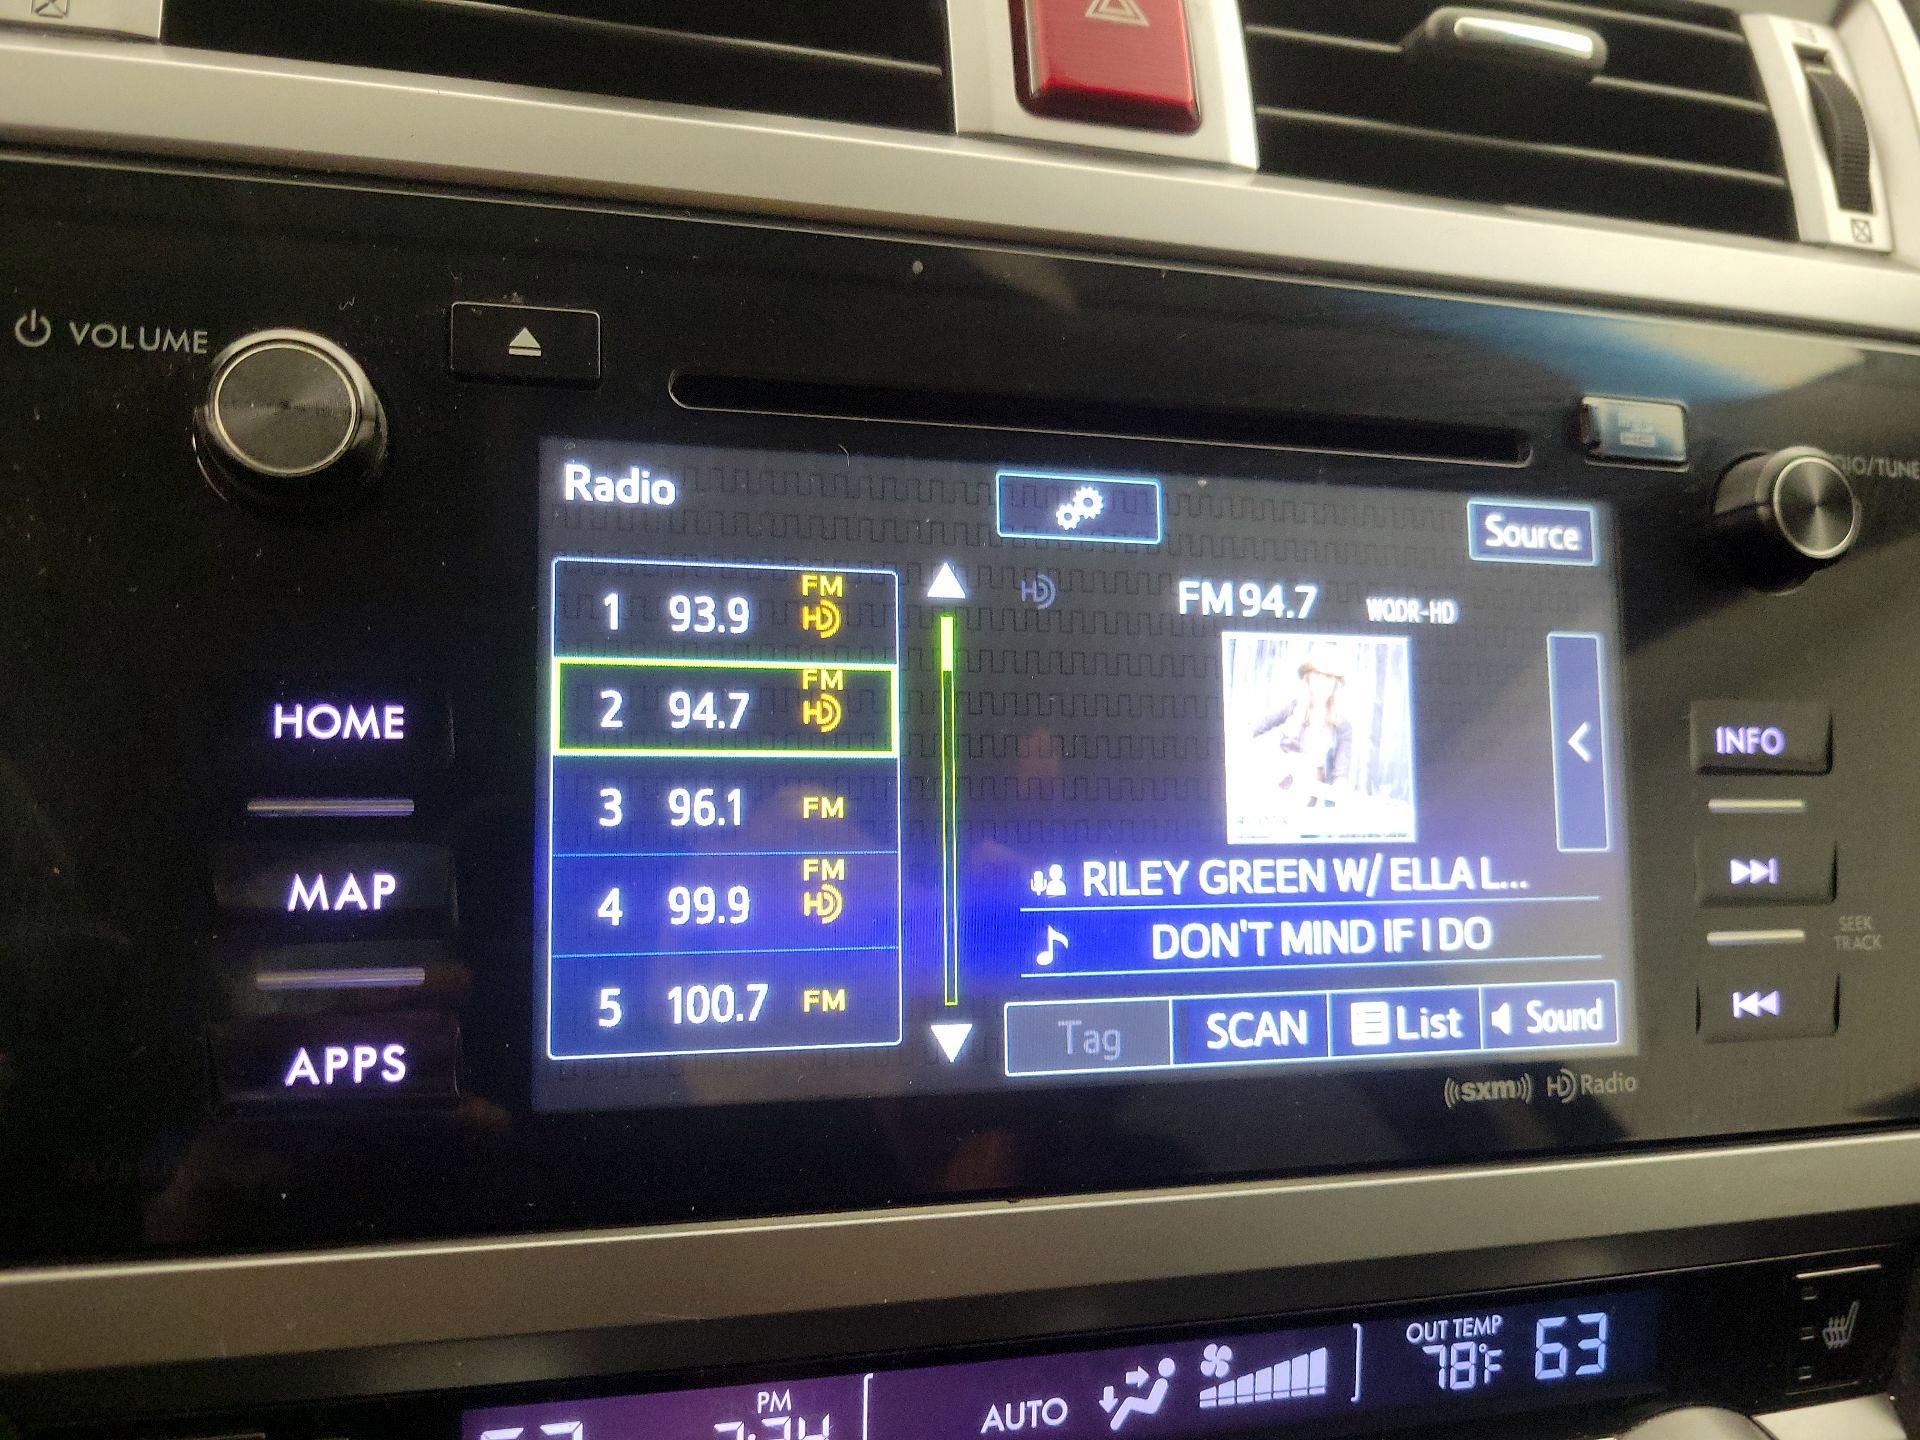 VOLUME
Radio
Source
1 93.9 FM HD
2 94.7 FM HD
3 96.1 FM
4 99.9 FM HD
5 100.7 FM
HD FM 94.7 WQDR-HD
RILEY GREEN W/ ELLA L...
DON'T MIND IF I DO
Tag SCAN List Sound
((sxm)) HD Radio
HOME
MAP
APPS
/TUNE
INFO
SEEK
TRACK
PM
AUTO
OUT TEMP
78°F 63